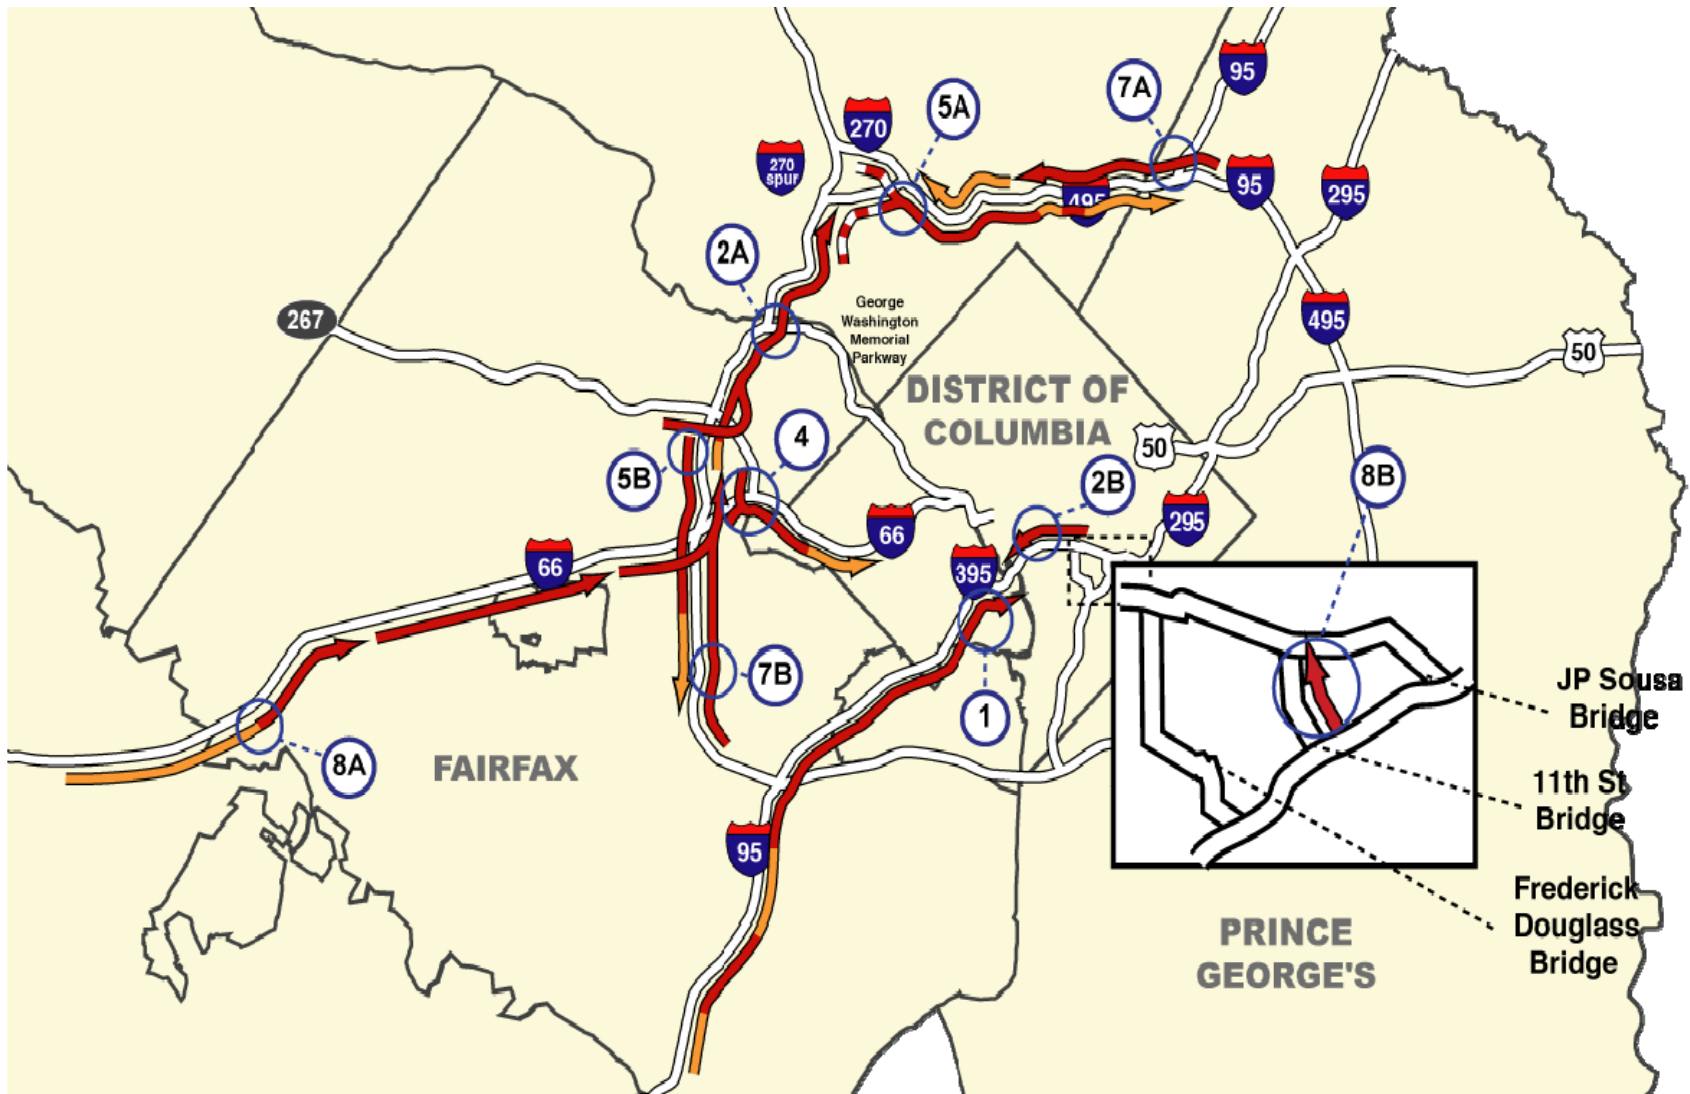 95
7A
5A
270
270
spur
95
295
495
2A
267
George
Washington
Memorial
Parkway
495
50
DISTRICT OF
COLUMBIA
4
50
5B
2B
8B
295
66
66
395
7B
1
JP Sousa
Bridge
8A
FAIRFAX
11th St
Bridge
95
Frederick
Douglass
Bridge
PRINCE
GEORGE'S